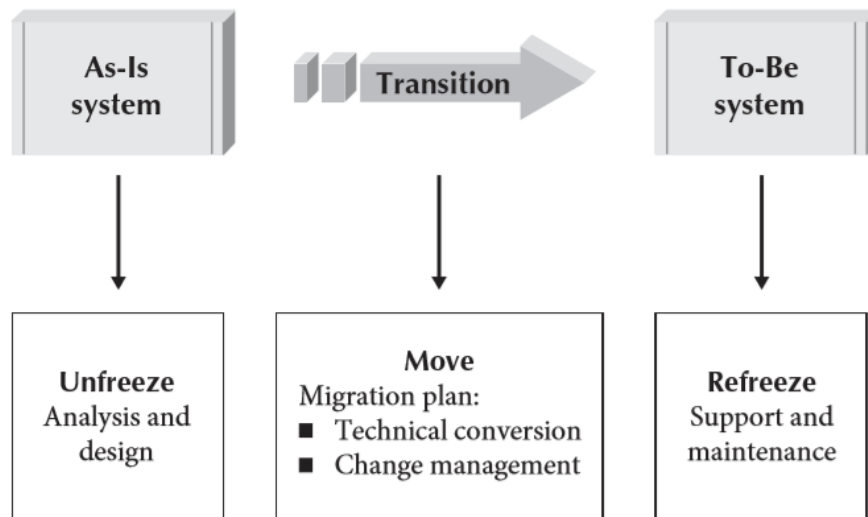 As-Is
system
Transition
To-Be
system
Unfreeze
Analysis and
design
Move
Migration plan:
■ Technical conversion
■ Change management
Refreeze
Support and
maintenance